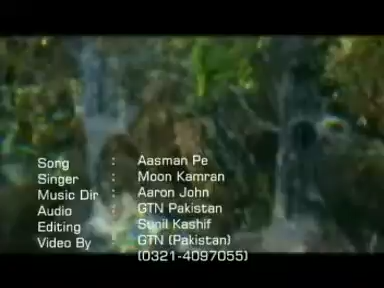 Song : Aasman Pe
Singer : Moon Kamran
Music Dir : Aaron John
Audio : GTN Pakistan
Editing : Sunil Kashif
Video By : GTN (Pakistan)
(0321-4097055)